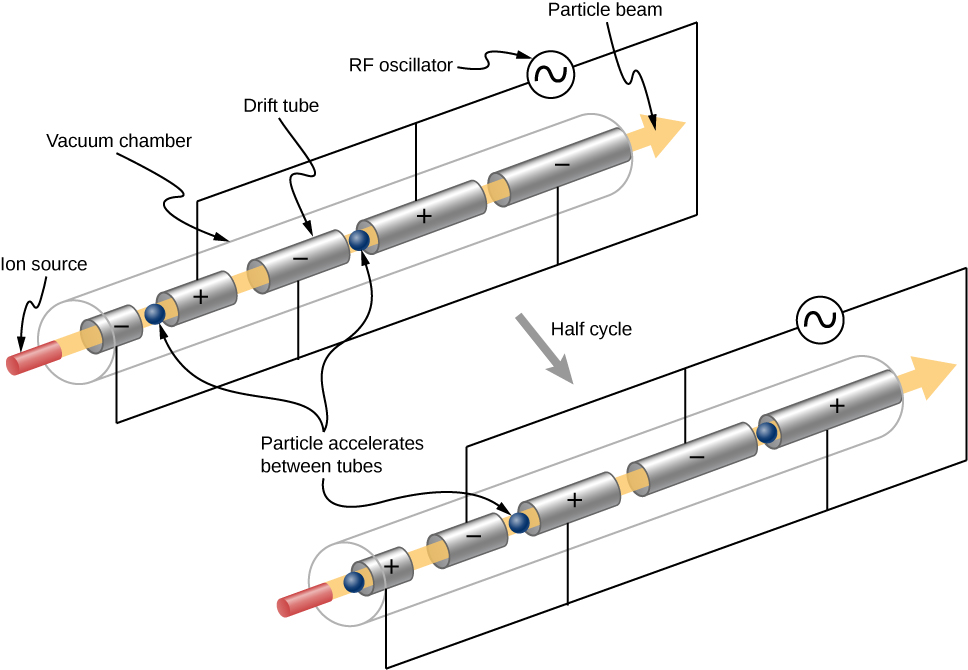 Particle beam
RF oscillator
Drift tube
Vacuum chamber
Ion source
− + − + −
Half cycle
Particle accelerates
between tubes
+ − + − +